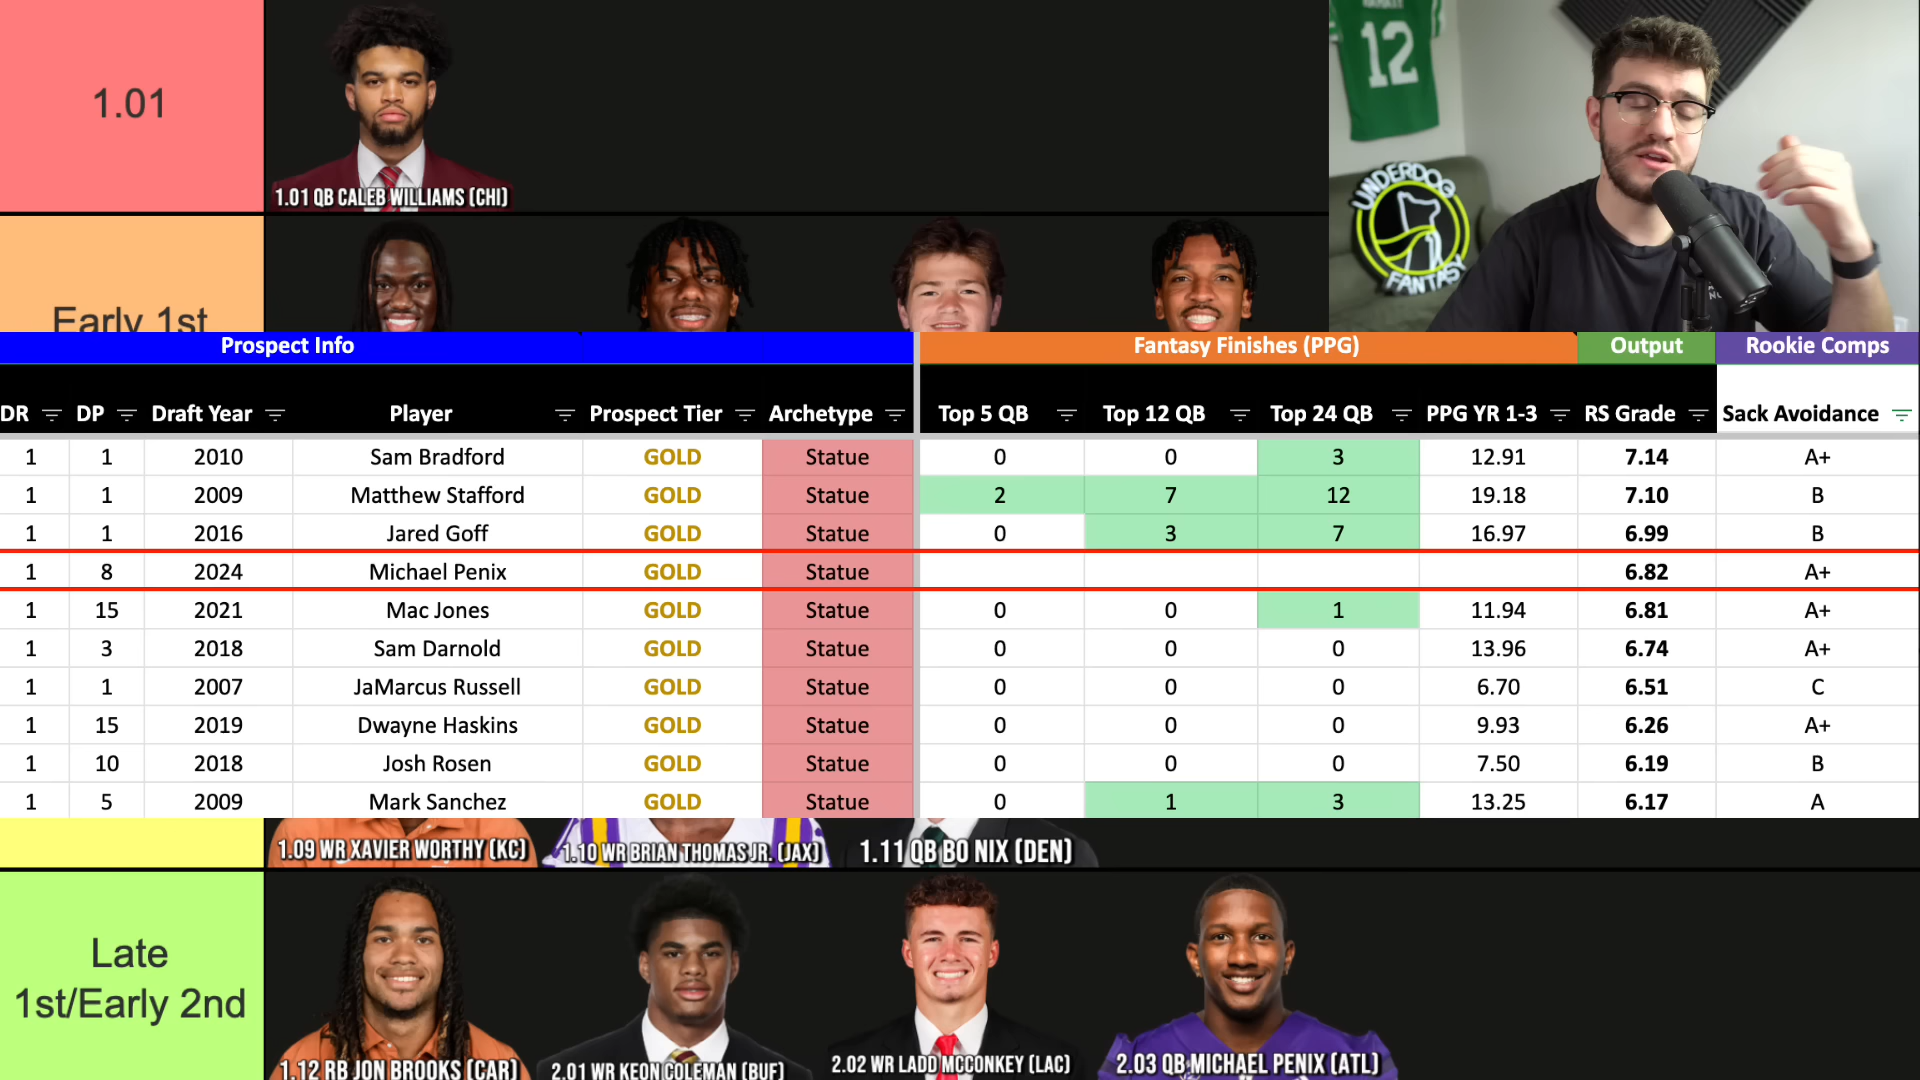 1.01
1.01 QB CALEB WILLIAMS (CHI)
12
UNDERDOG
FANTASY
Early 1st
Prospect Info Fantasy Finishes (PPG) Output Rookie Comps
DR DP Draft Year Player Prospect Tier Archetype Top 5 QB Top 12 QB Top 24 QB PPG YR 1-3 RS Grade Sack Avoidance
1 1 2010 Sam Bradford GOLD Statue 0 0 3 12.91 7.14 A+
1 1 2009 Matthew Stafford GOLD Statue 2 7 12 19.18 7.10 B
1 1 2016 Jared Goff GOLD Statue 0 3 7 16.97 6.99 B
1 8 2024 Michael Penix GOLD Statue 6.82 A+
1 15 2021 Mac Jones GOLD Statue 0 0 1 11.94 6.81 A+
1 3 2018 Sam Darnold GOLD Statue 0 0 0 13.96 6.74 A+
1 1 2007 JaMarcus Russell GOLD Statue 0 0 0 6.70 6.51 C
1 15 2019 Dwayne Haskins GOLD Statue 0 0 0 9.93 6.26 A+
1 10 2018 Josh Rosen GOLD Statue 0 0 0 7.50 6.19 B
1 5 2009 Mark Sanchez GOLD Statue 0 1 3 13.25 6.17 A
1.09 WR XAVIER WORTHY (KC) 1.10 WR BRIAN THOMAS JR. (JAX) 1.11 QB BO NIX (DEN)
Late
1st/Early 2nd
1.12 RB JON BROOKS (CAR) 2.01 WR KEON COLEMAN (BUF) 2.02 WR LADD MCCONKEY (LAC) 2.03 QB MICHAEL PENIX (ATL)